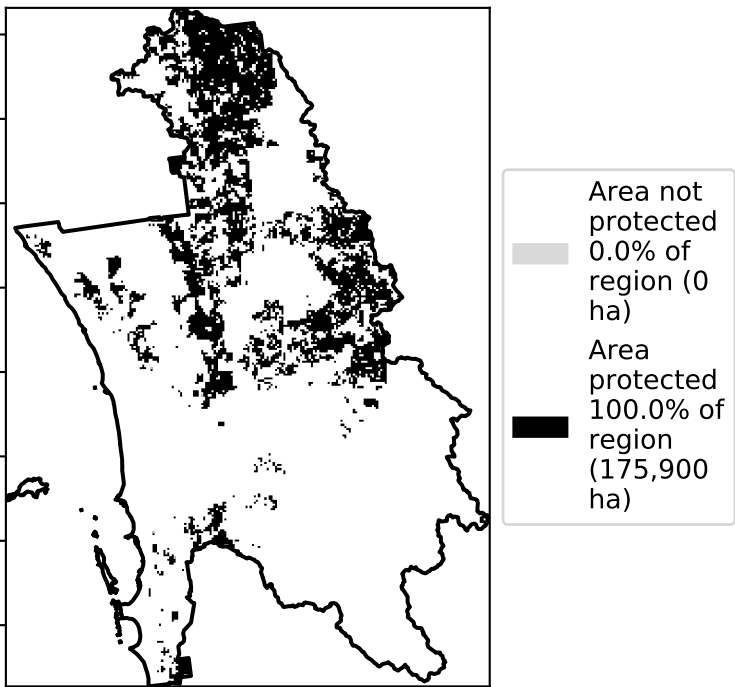 Area not
protected
0.0% of
region (0
ha)
Area
protected
100.0% of
region
(175,900
ha)